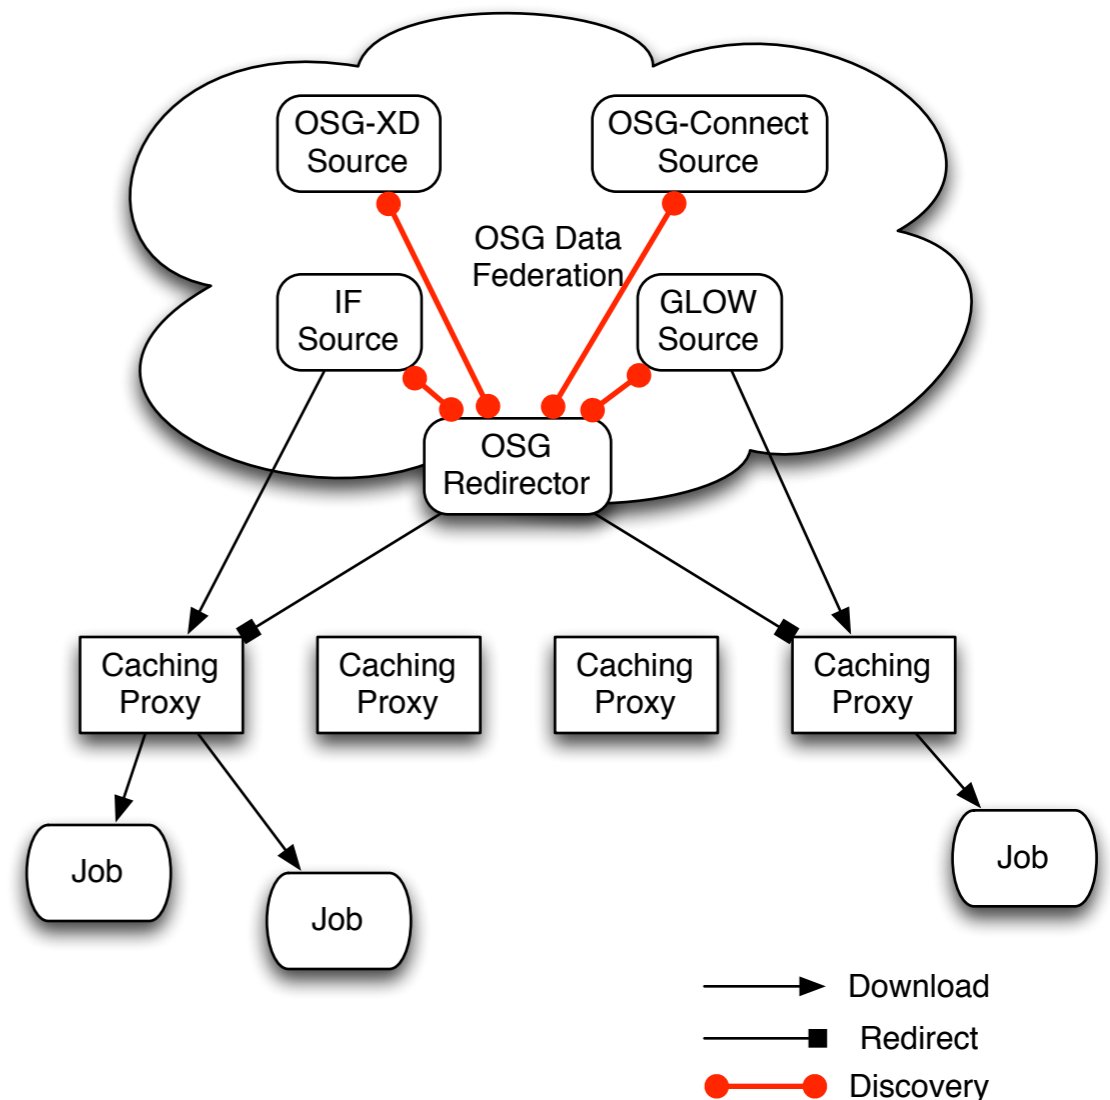 OSG-XD
Source
OSG-Connect
Source
OSG Data
Federation
IF
Source
GLOW
Source
OSG
Redirector
Caching
Proxy
Caching
Proxy
Caching
Proxy
Caching
Proxy
Job
Job
Job
Download
Redirect
Discovery